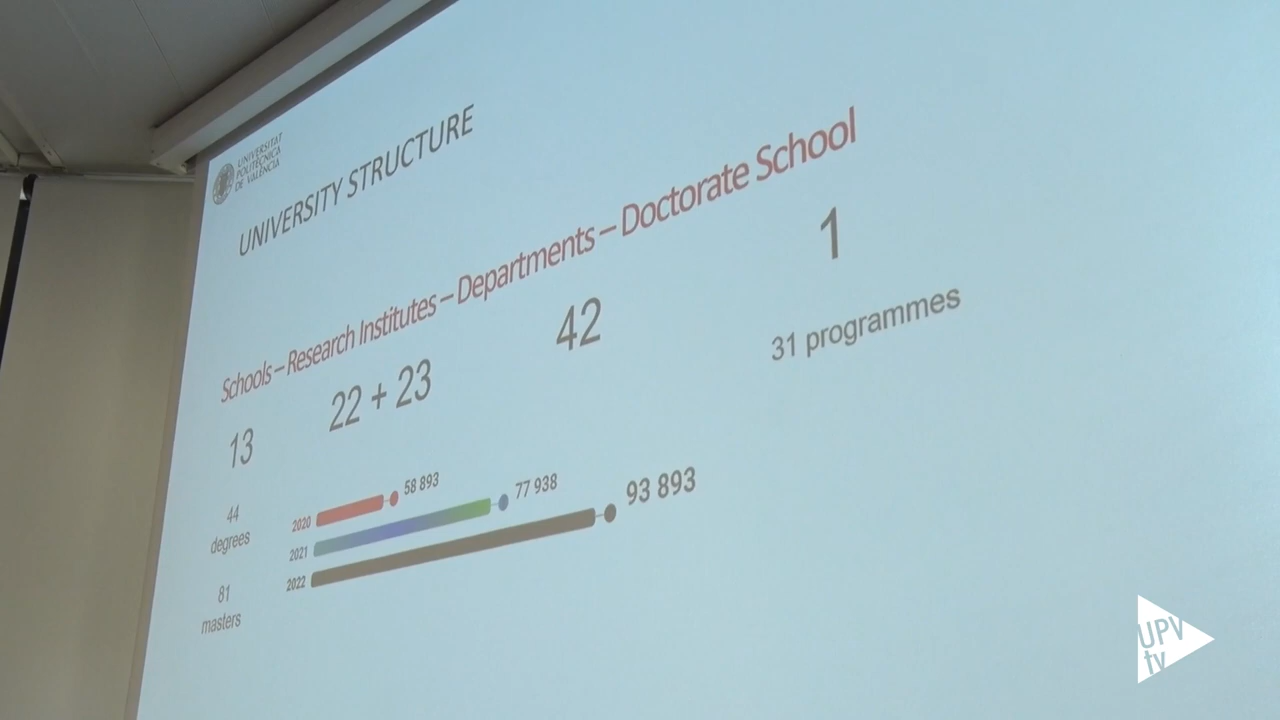 UNIVERSITAT
POLITÈCNICA
DE VALÈNCIA
UNIVERSITY STRUCTURE
Schools – Research Institutes – Departments – Doctorate School
13
22 + 23
42
1
44
degrees
81
masters
31 programmes
2020 58 893
2021 77 938
2022 93 893
UPV
tv